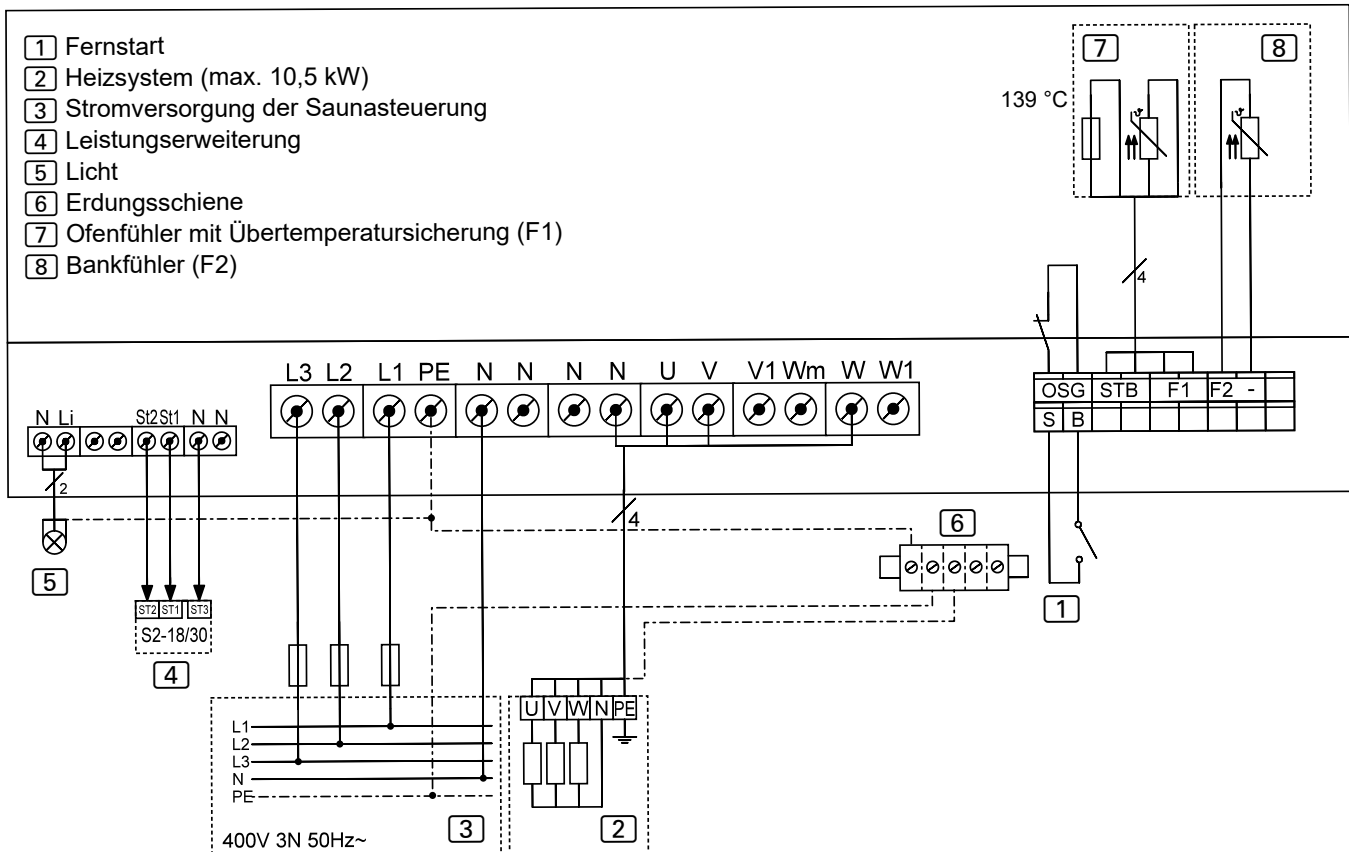 1 Fernstart
2 Heizsystem (max. 10,5 kW)
3 Stromversorgung der Saunasteuerung
4 Leistungserweiterung
5 Licht
6 Erdungsschiene
7 Ofenfühler mit Übertemperatursicherung (F1)
8 Bankfühler (F2)
7 8
139 °C
ϑ ϑ
4
L3 L2 L1 PE N N N N U V V1 Wm W W1
OSG STB F1 F2 -
S B
N Li St2 St1 N N
2
4
6
5
ST2 ST1 ST3
S2-18/30
4
1
U V W N PE
L1
L2
L3
N
PE
400V 3N 50Hz~
3
2